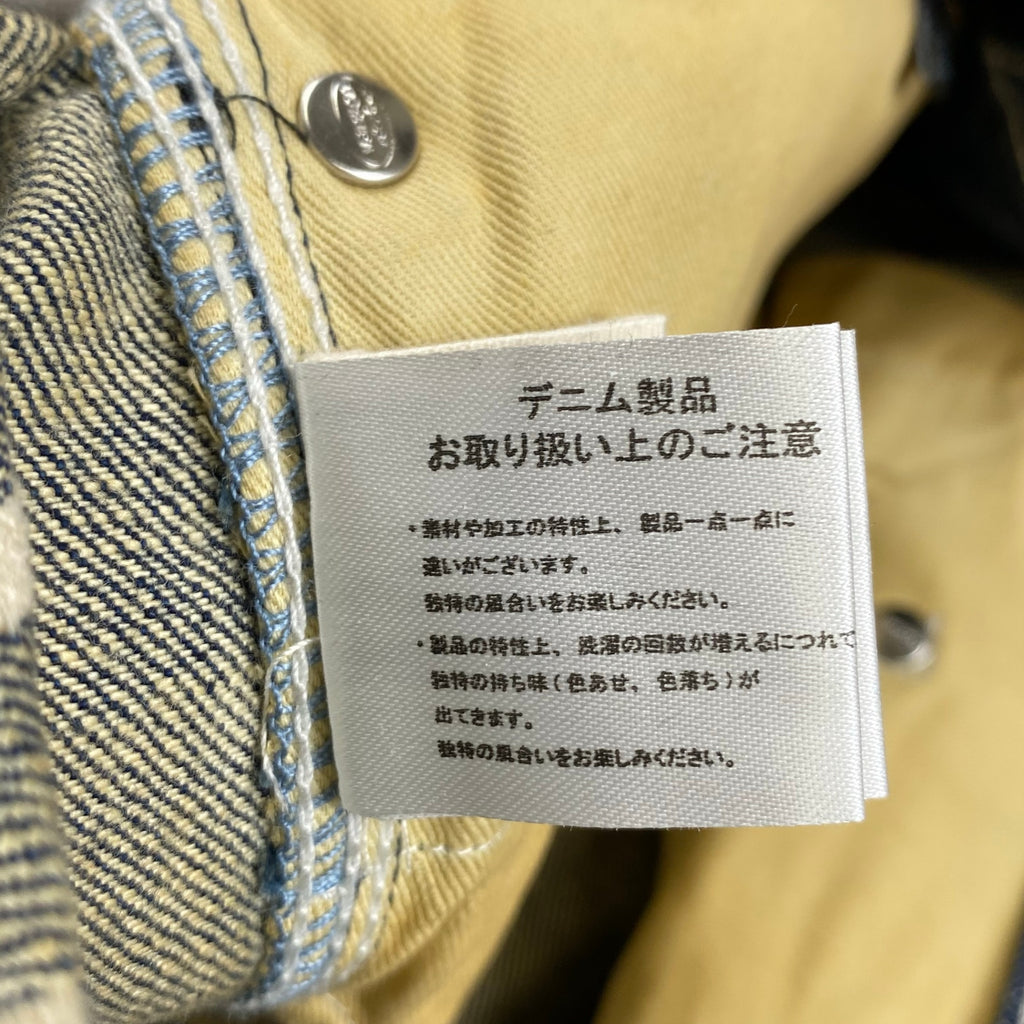 デニム製品
お取り扱い上のご注意
・素材や加工の特性上、製品一点一点に
違いがございます。
独特の風合いをお楽しみください。
・製品の特性上、洗濯の回数が増えるにつれて
独特の持ち味(色あせ、色落ち)が
出てきます。
独特の風合いをお楽しみください。